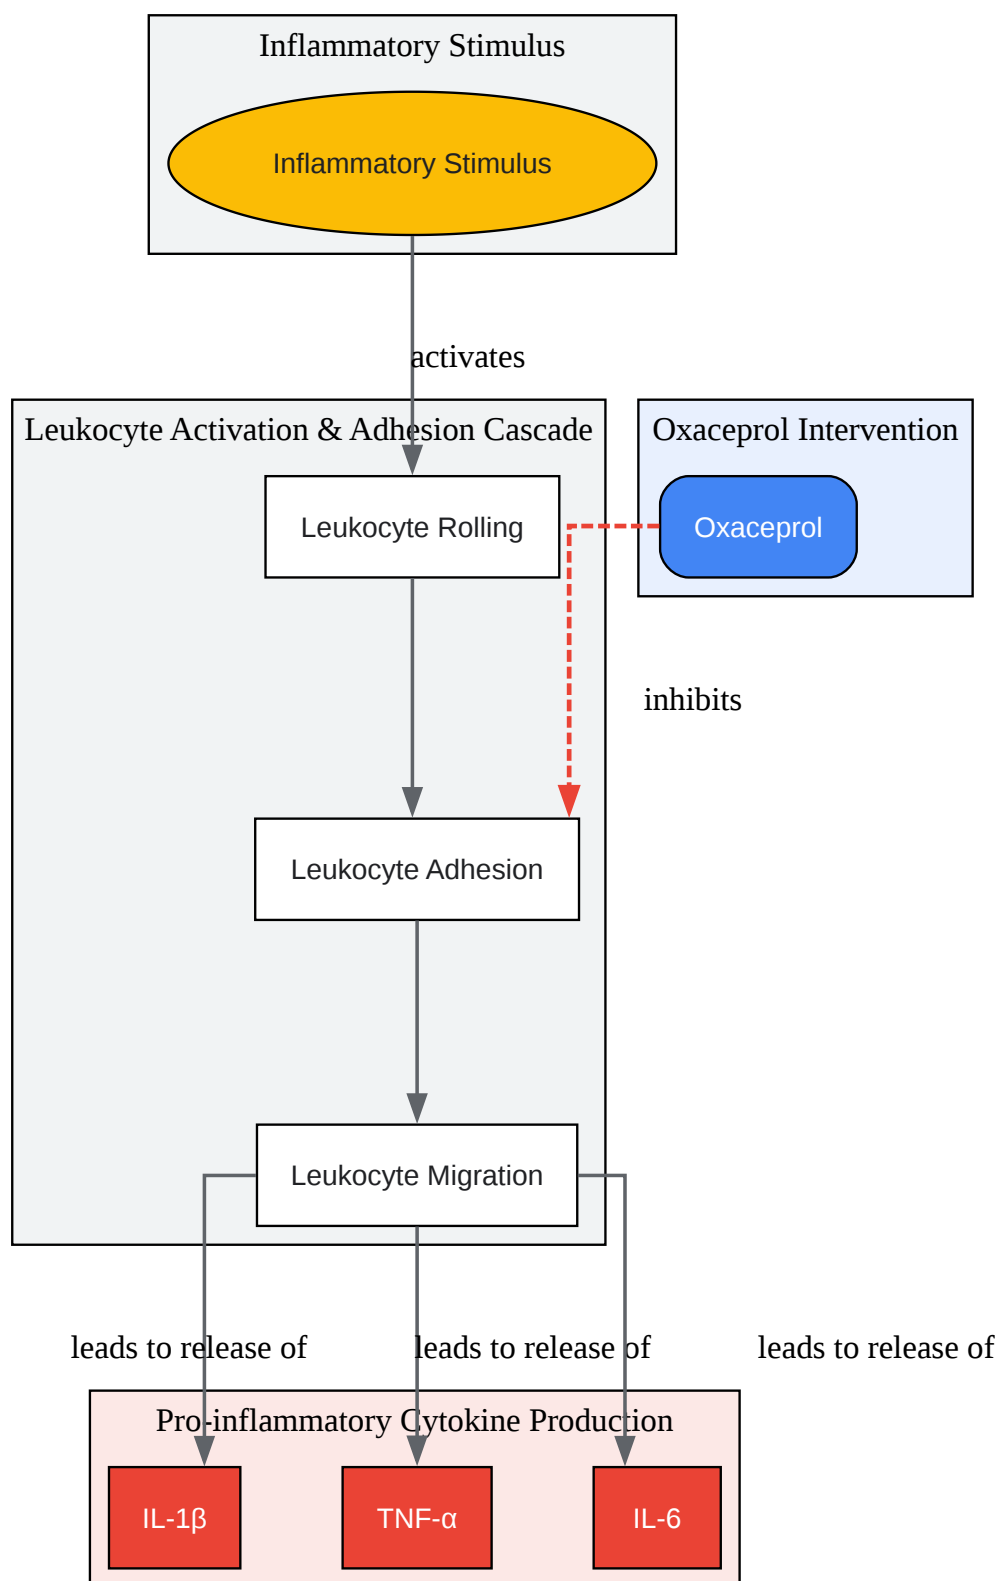 Inflammatory Stimulus
Inflammatory Stimulus
activates
Leukocyte Activation & Adhesion Cascade
Oxaceprol Intervention
Leukocyte Rolling
Oxaceprol
inhibits
Leukocyte Adhesion
Leukocyte Migration
leads to release of
leads to release of
leads to release of
Pro-inflammatory Cytokine Production
IL-1β
TNF-α
IL-6